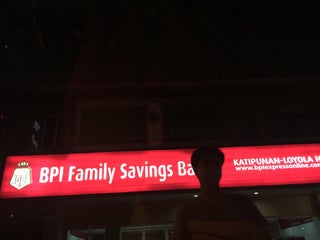 BPI Family Savings Ba
KATIPUNAN-LOYOLA H
www.bpiexpressonline.com